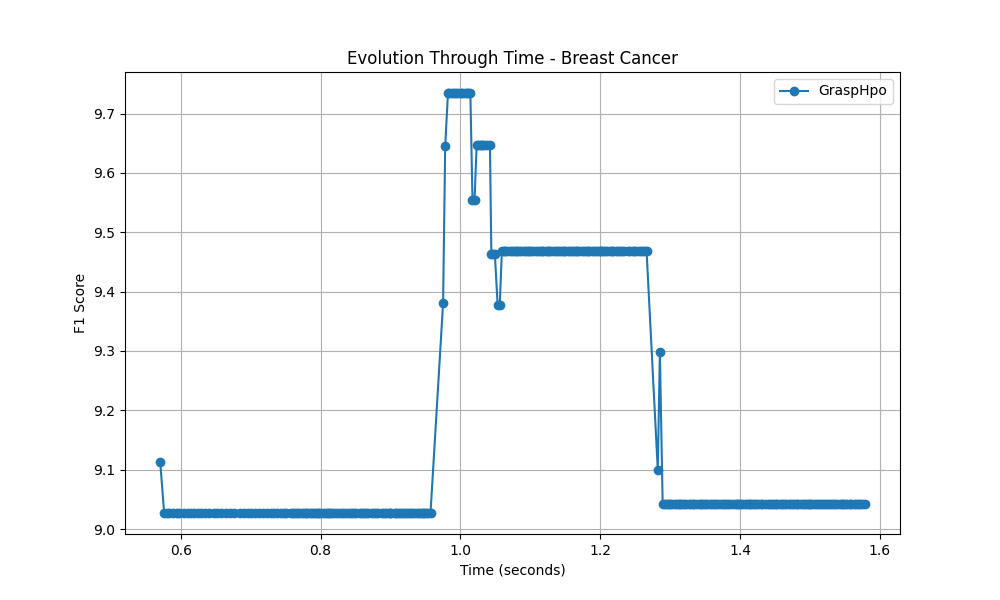 Evolution Through Time - Breast Cancer
GraspHpo
F1 Score
9.7
9.6
9.5
9.4
9.3
9.2
9.1
9.0
0.6 0.8 1.0 1.2 1.4 1.6
Time (seconds)